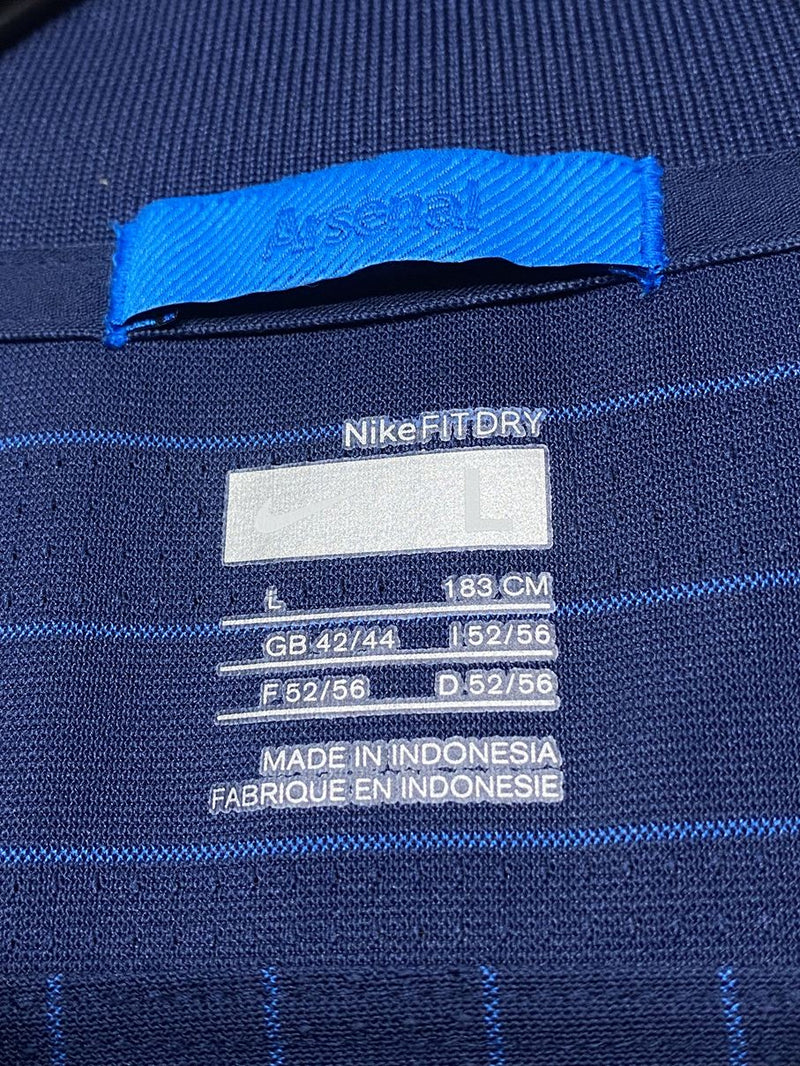 Arsenal
NikeFITDRY
L
L 183 CM
GB 42/44 I 52/56
F 52/56 D 52/56
MADE IN INDONESIA
FABRIQUE EN INDONESIE